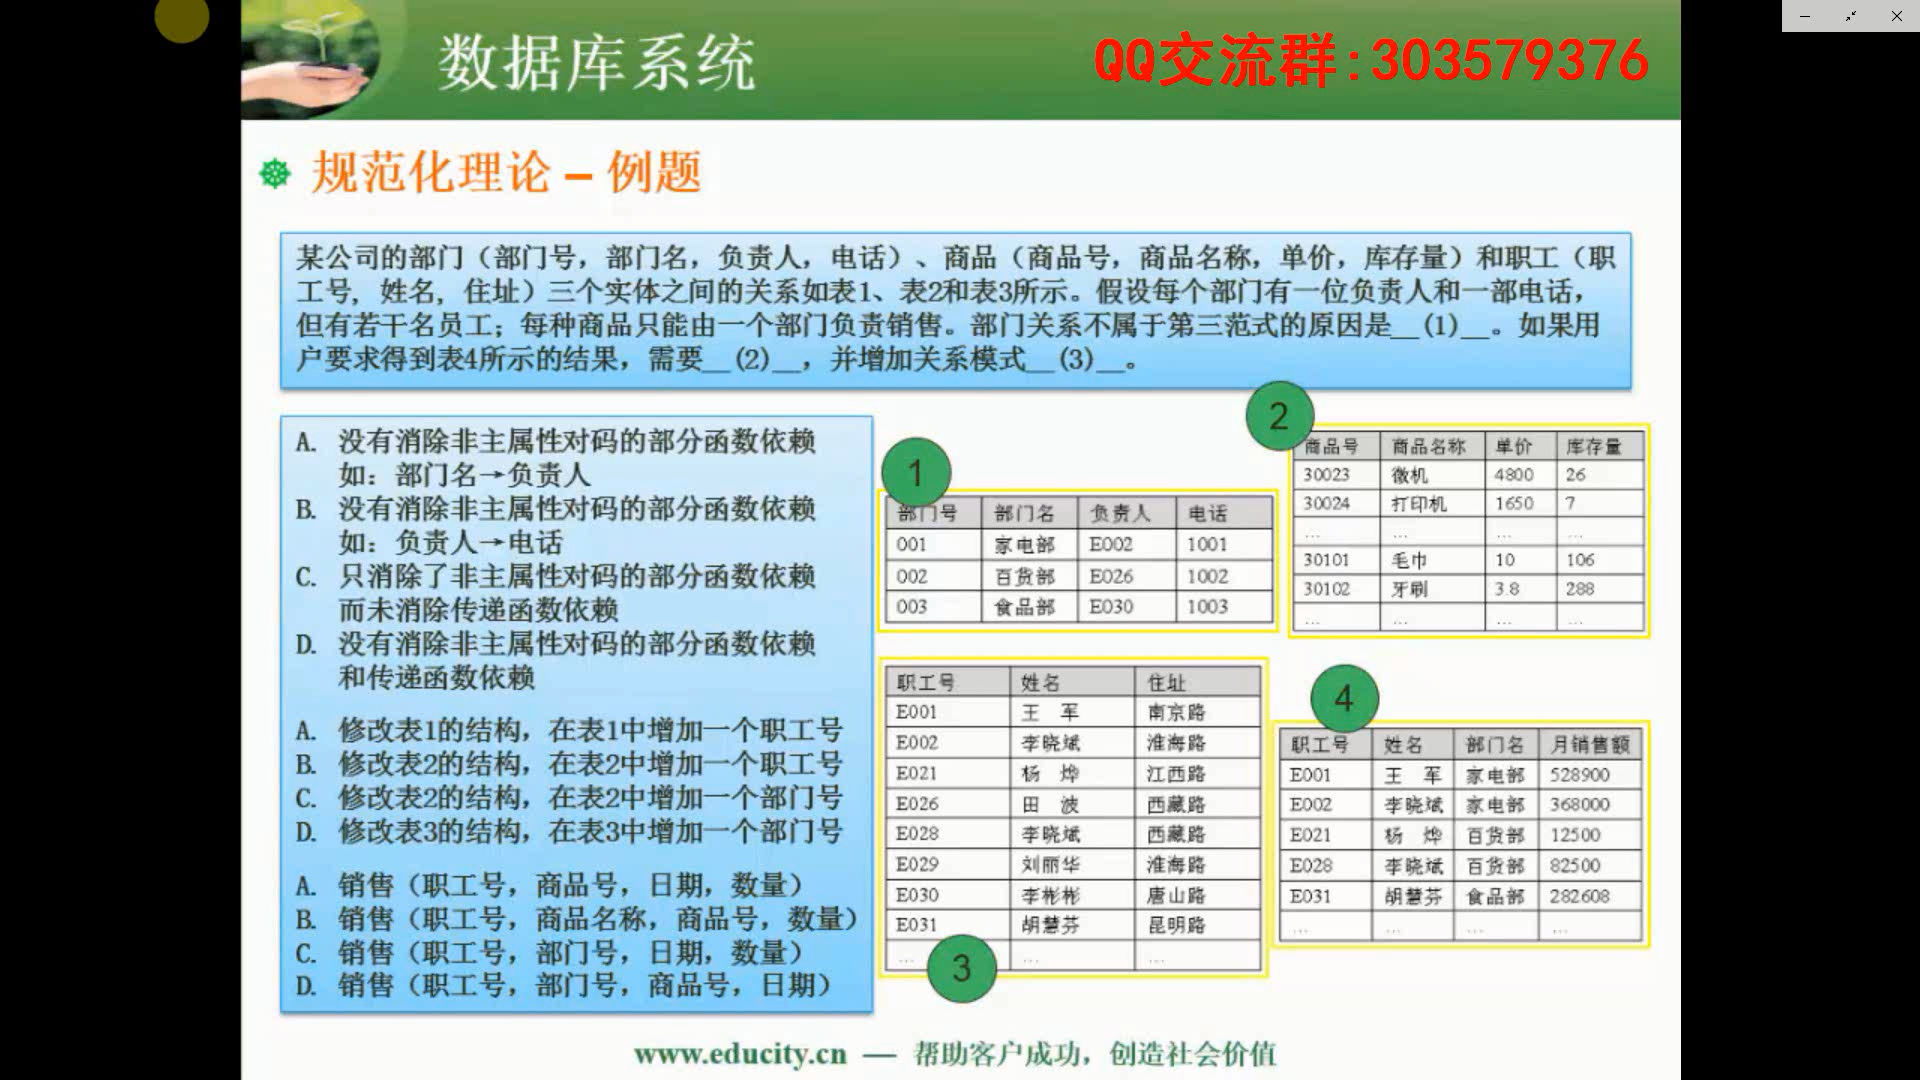 数据库系统
QQ交流群:303579376
规范化理论 – 例题
某公司的部门（部门号，部门名，负责人，电话）、商品（商品号，商品名称，单价，库存量）和职工（职
工号，姓名，住址）三个实体之间的关系如表1、表2和表3所示。假设每个部门有一位负责人和一部电话，
但有若干名员工；每种商品只能由一个部门负责销售。部门关系不属于第三范式的原因是__(1)__。如果用
户要求得到表4所示的结果，需要__(2)__，并增加关系模式__(3)__。
A. 没有消除非主属性对码的部分函数依赖
如：部门名→负责人
B. 没有消除非主属性对码的部分函数依赖
如：负责人→电话
C. 只消除了非主属性对码的部分函数依赖
而未消除传递函数依赖
D. 没有消除非主属性对码的部分函数依赖
和传递函数依赖
A. 修改表1的结构，在表1中增加一个职工号
B. 修改表2的结构，在表2中增加一个职工号
C. 修改表2的结构，在表2中增加一个部门号
D. 修改表3的结构，在表3中增加一个部门号
A. 销售（职工号，商品号，日期，数量）
B. 销售（职工号，商品名称，商品号，数量）
C. 销售（职工号，部门号，日期，数量）
D. 销售（职工号，部门号，商品号，日期）
1
部门号 部门名 负责人 电话
001 家电部 E002 1001
002 百货部 E026 1002
003 食品部 E030 1003
2
商品号 商品名称 单价 库存量
30023 微机 4800 26
30024 打印机 1650 7
... ... ... ...
30101 毛巾 10 106
30102 牙刷 3.8 288
... ... ... ...
职工号 姓名 住址
E001 王 军 南京路
E002 李晓斌 淮海路
E021 杨 烨 江西路
E026 田 波 西藏路
E028 李晓斌 西藏路
E029 刘丽华 淮海路
E030 李彬彬 唐山路
E031 胡慧芬 昆明路
... ... ...
3
4
职工号 姓名 部门名 月销售额
E001 王 军 家电部 528900
E002 李晓斌 家电部 368000
E021 杨 烨 百货部 12500
E028 李晓斌 百货部 82500
E031 胡慧芬 食品部 282608
... ... ... ...
www.educity.cn — 帮助客户成功，创造社会价值